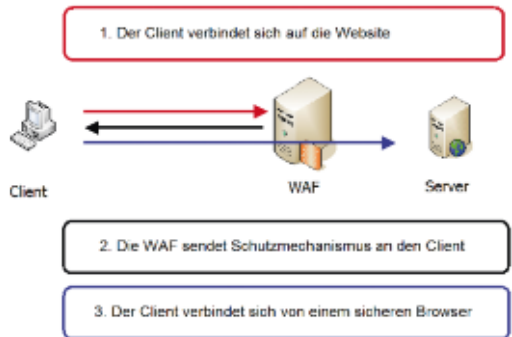 1. Der Client verbindet sich auf die Website
Client
WAF
Server
2. Die WAF sendet Schutzmechanismus an den Client
3. Der Client verbindet sich von einem sicheren Browser